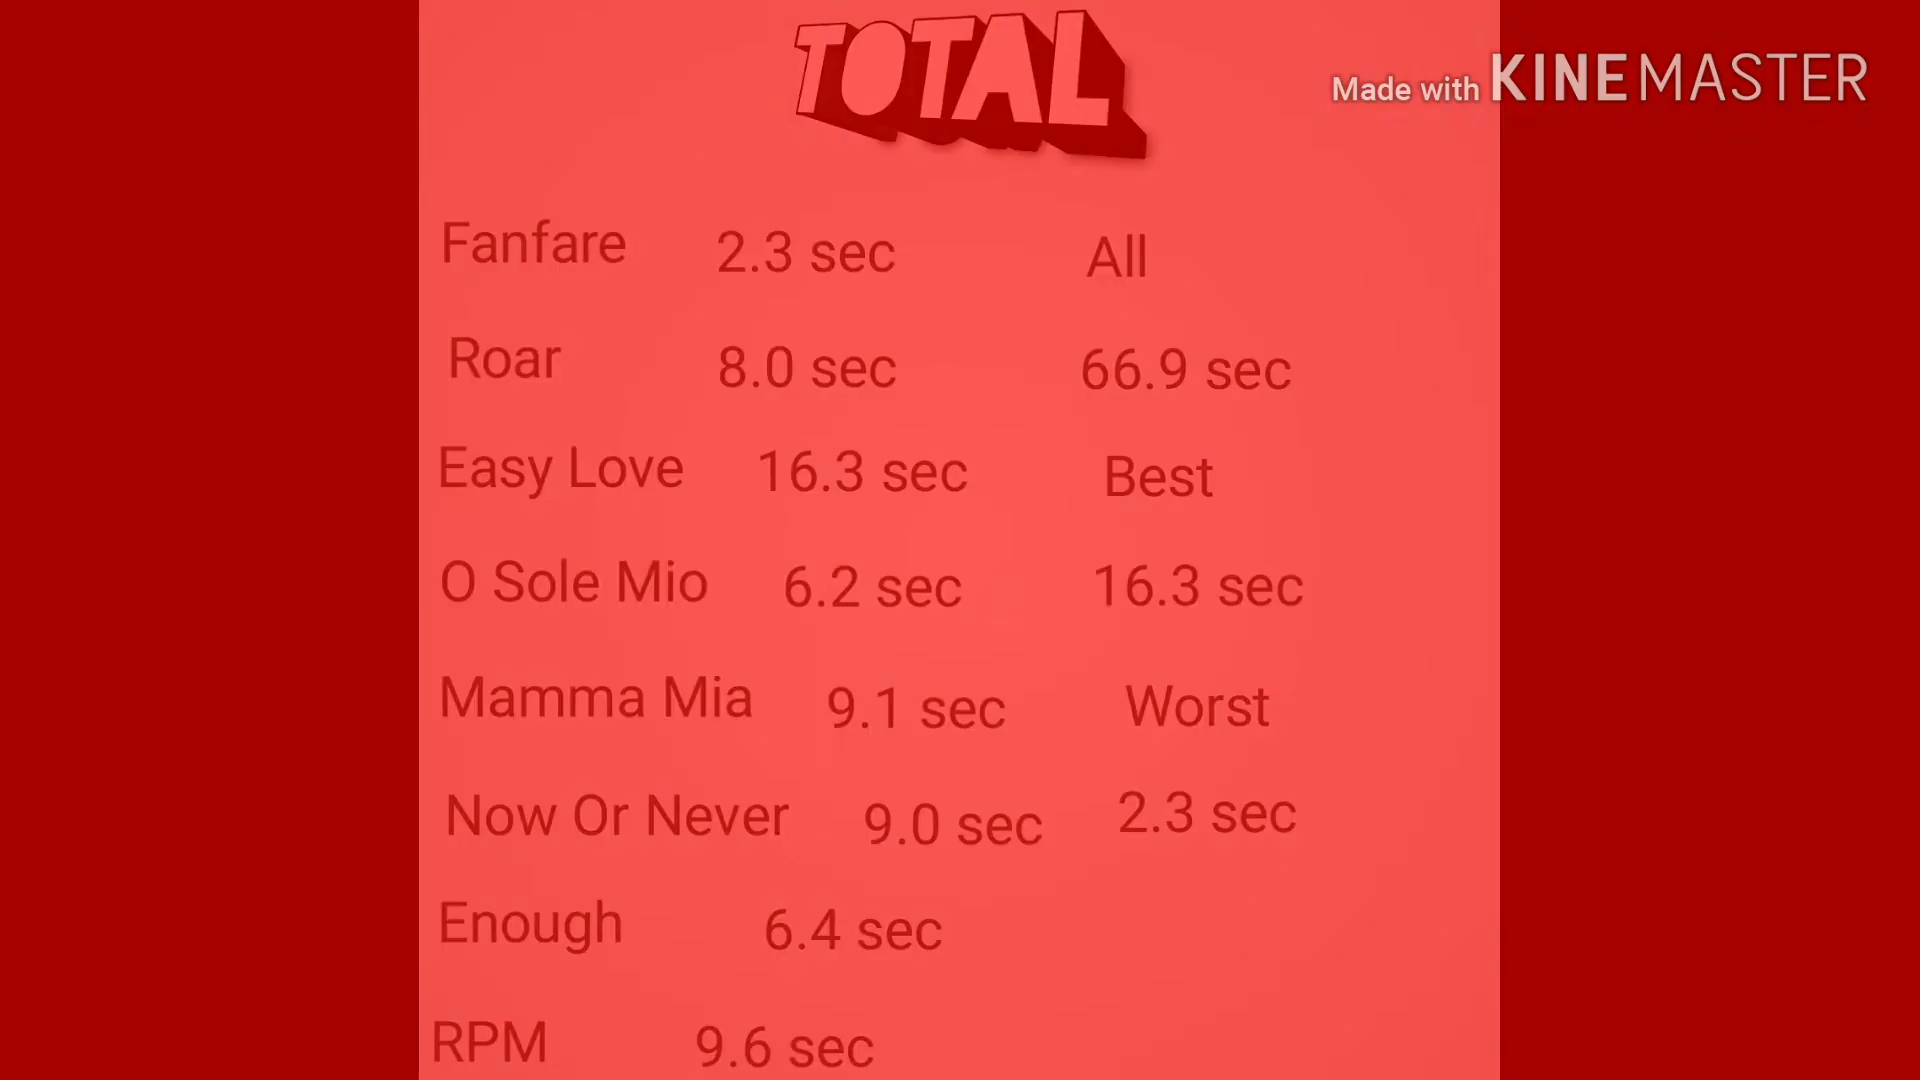 TOTAL
Made with KINEMASTER
Fanfare 2.3 sec All
Roar 8.0 sec 66.9 sec
Easy Love 16.3 sec Best
O Sole Mio 6.2 sec 16.3 sec
Mamma Mia 9.1 sec Worst
Now Or Never 9.0 sec 2.3 sec
Enough 6.4 sec
RPM 9.6 sec